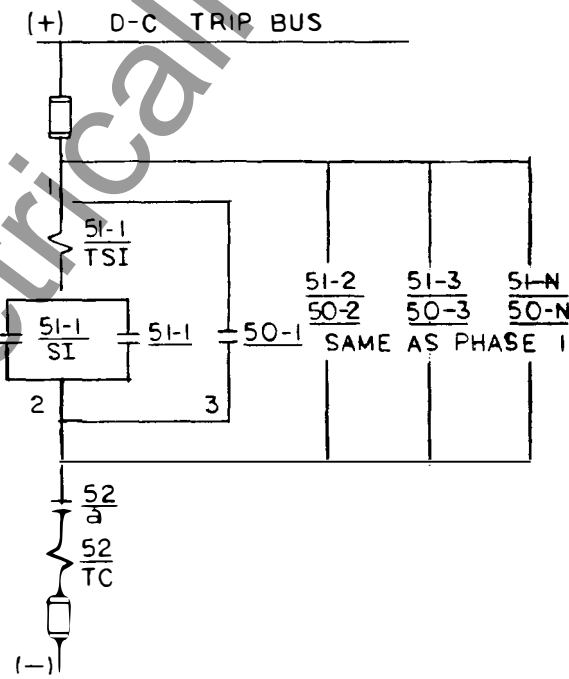 (+) D-C TRIP BUS
1
51-1
TSI
51-1
SI
51-1
50-1
51-2
50-2
51-3
50-3
51-N
50-N
SAME AS PHASE 1
2
3
52
a
52
TC
(-)
trical